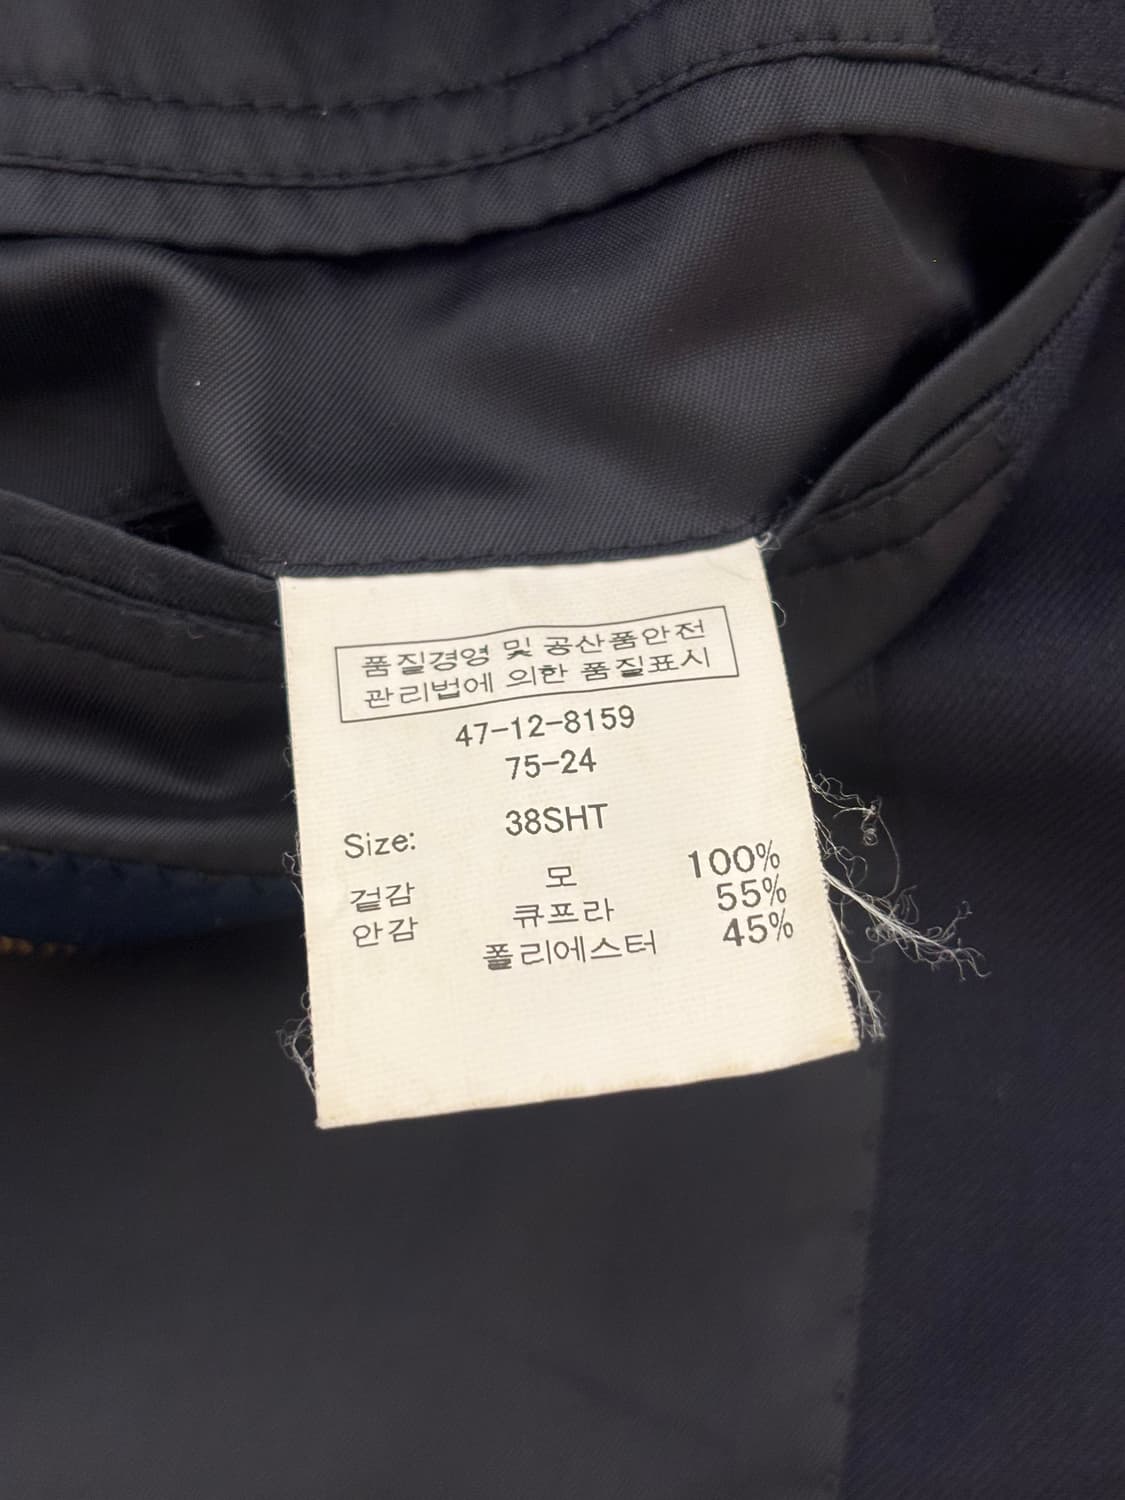 품질경영 및 공산품안전
관리법에 의한 품질표시
47-12-8159
75-24
Size: 38SHT
겉감 모 100%
안감 큐프라 55%
폴리에스터 45%